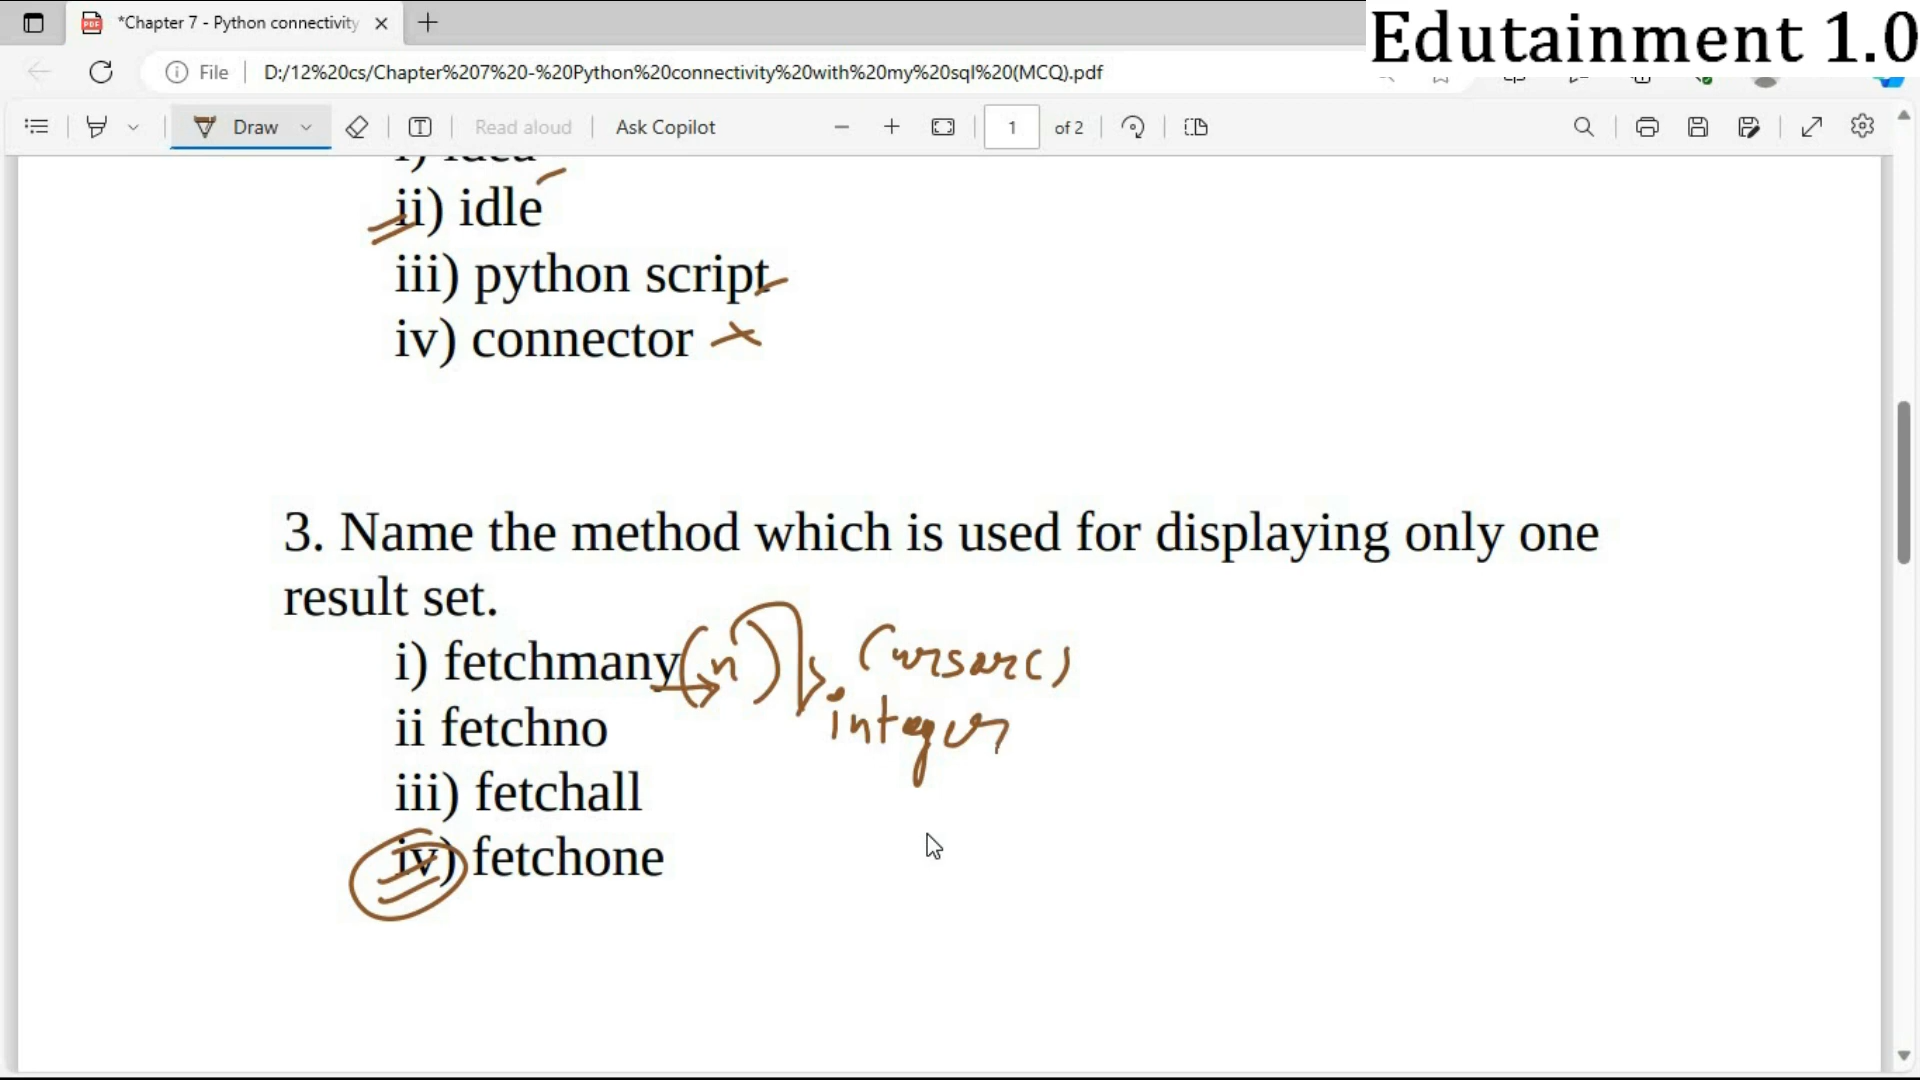 *Chapter 7 - Python connectivity
Edutainment 1.0
File
D:/12%20cs/Chapter%207%20-%20Python%20connectivity%20with%20my%20sql%20(MCQ).pdf
Draw
Read aloud
Ask Copilot
1
of 2
i) idea
ii) idle
iii) python script
iv) connector
3. Name the method which is used for displaying only one
result set.
i) fetchmany(n) Cursor()
integer
ii fetchno
iii) fetchall
iv) fetchone